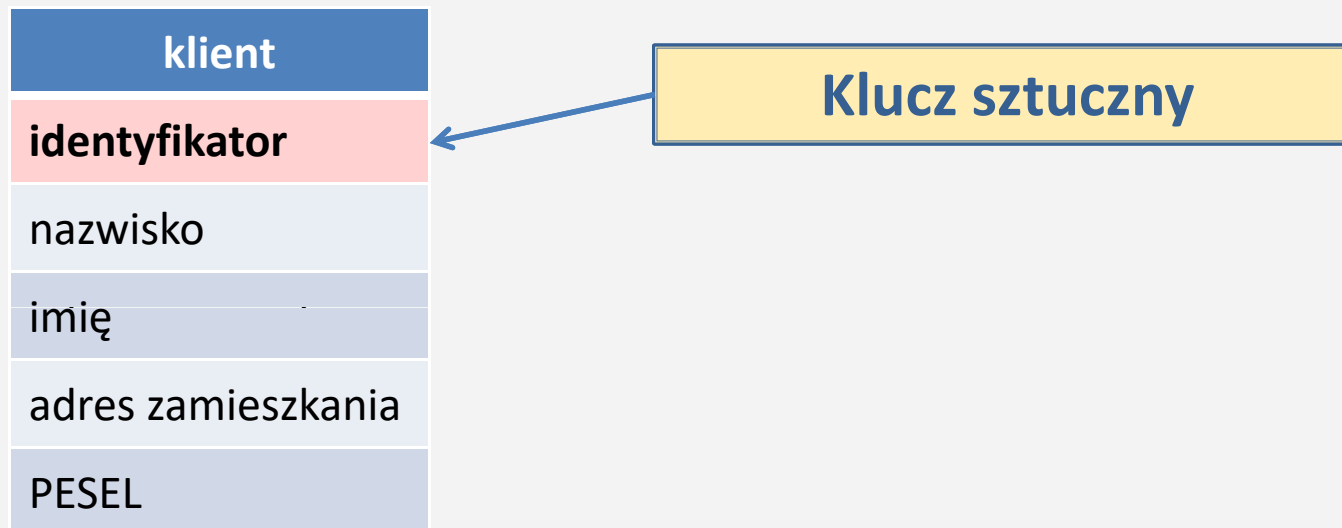 klient
Klucz sztuczny
identyfikator
nazwisko
imię
adres zamieszkania
PESEL